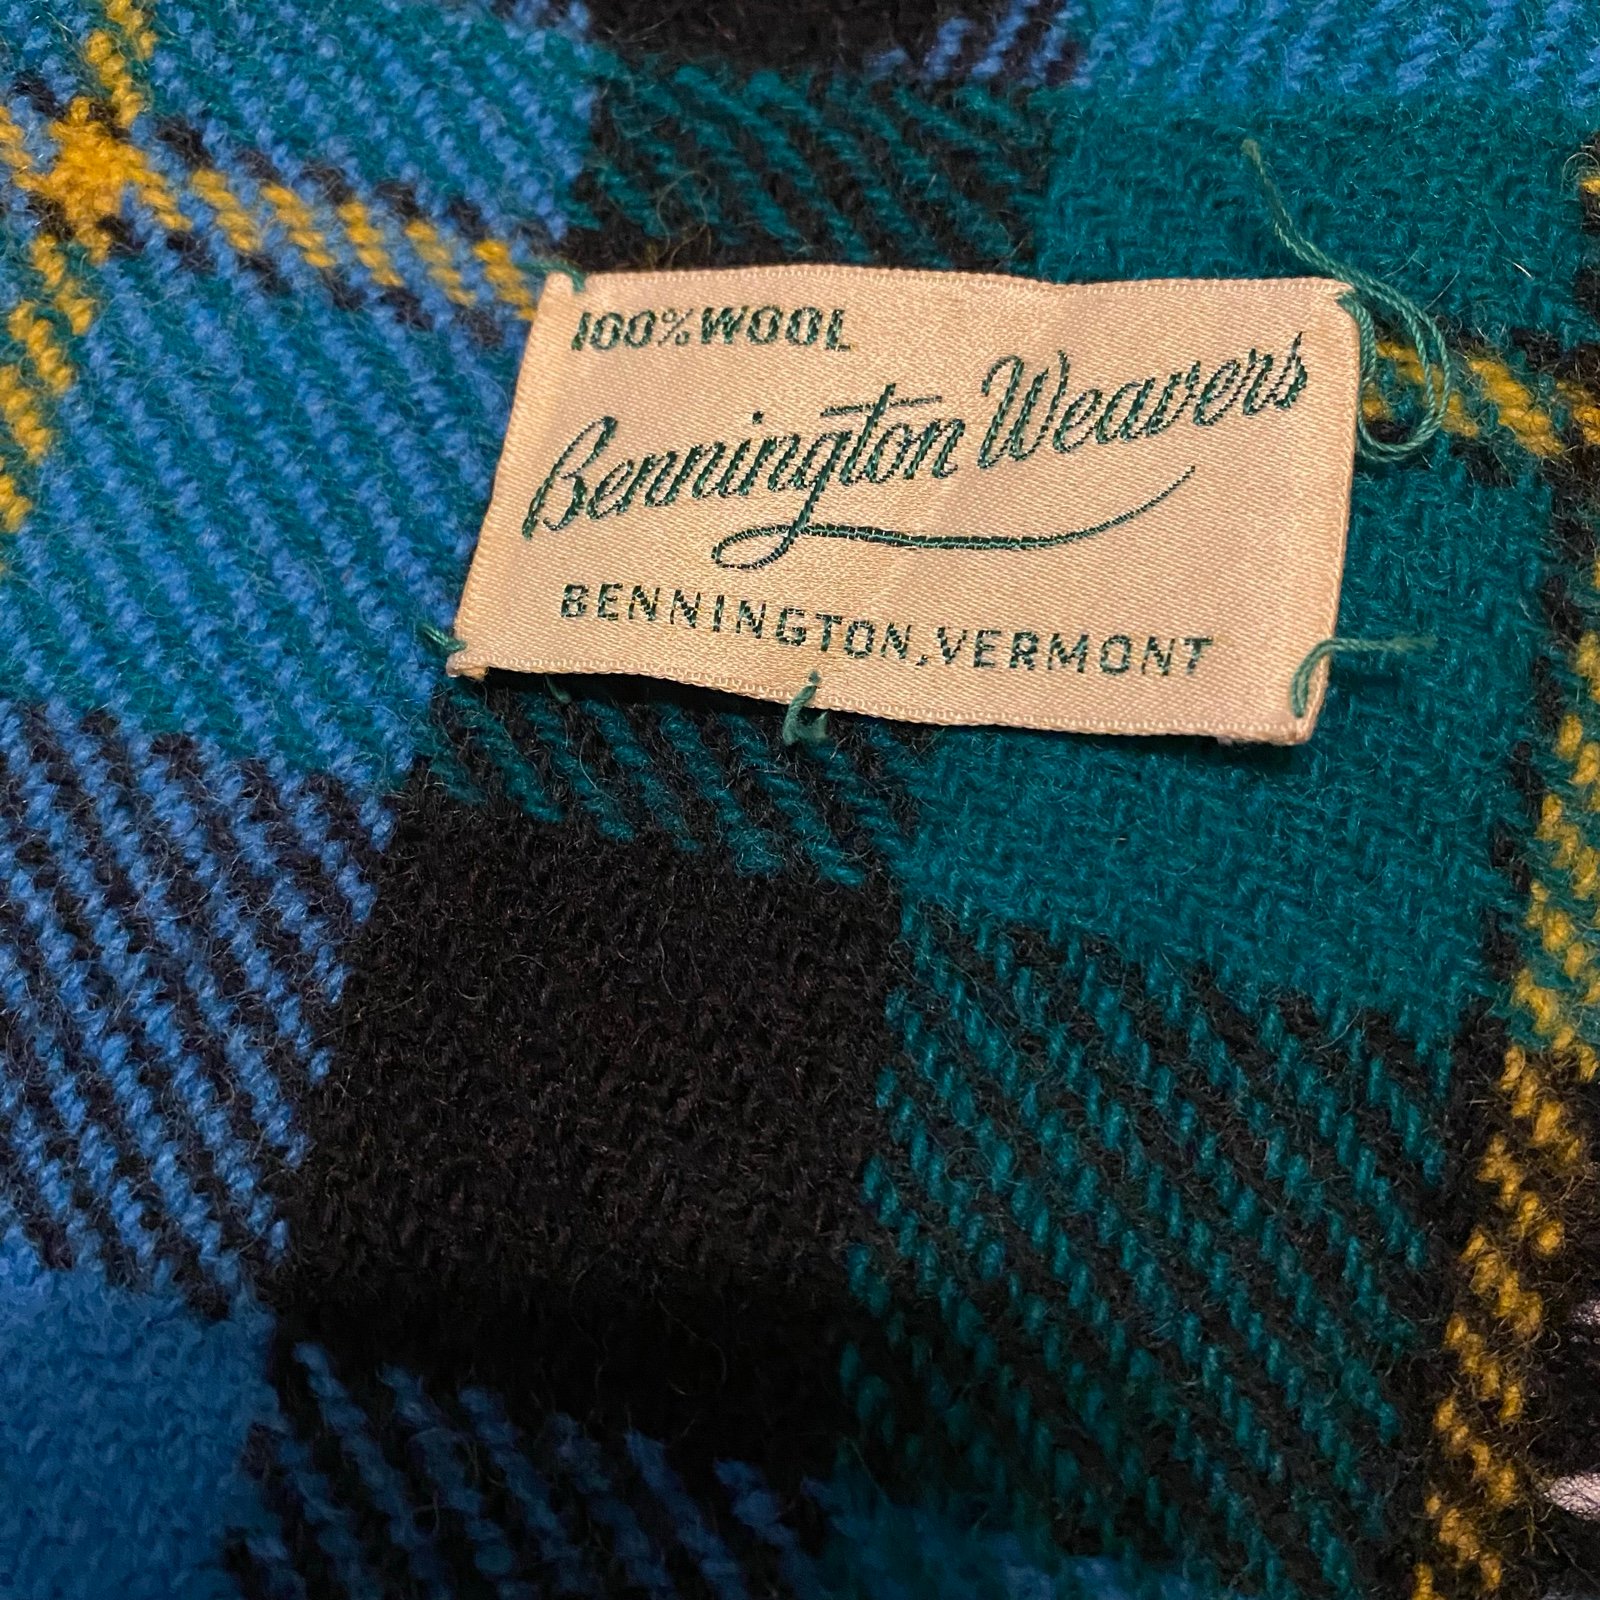 100% WOOL
Bennington Weavers
BENNINGTON, VERMONT